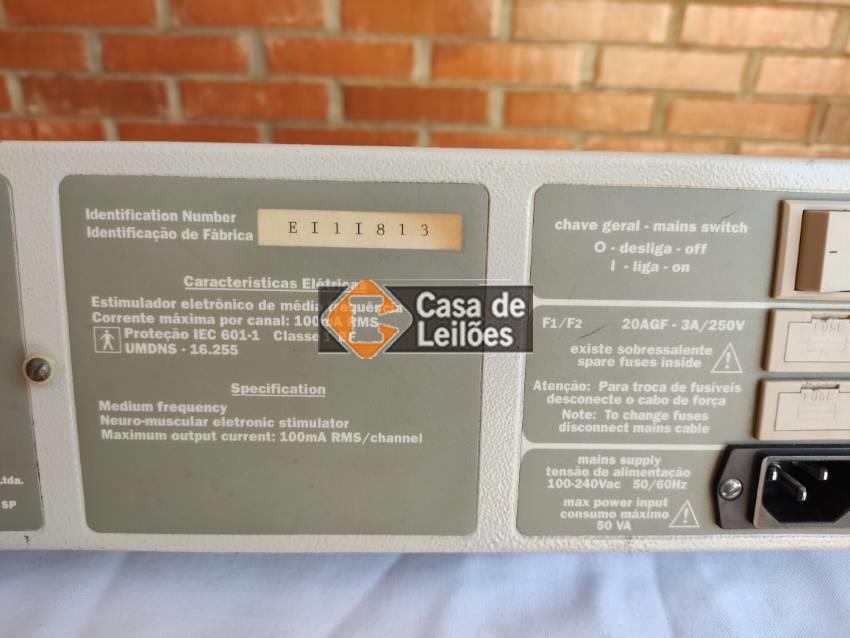 Identification Number
Identificação de Fábrica
EI1I813
Características Elétricas
Estimulador eletrônico de média frequência
Corrente máxima por canal: 100mA RMS
Proteção IEC 601-1 Classe
UMDNS - 16.255
Specification
Medium frequency
Neuro-muscular eletronic stimulator
Maximum output current: 100mA RMS/channel
Ltda.
SP
Casa de
Leilões
chave geral - mains switch
O - desliga - off
I - liga - on
F1/F2 20AGF - 3A/250V
existe sobressalente
spare fuses inside
Atenção: Para troca de fusíveis
desconecte o cabo de força
Note: To change fuses
disconnect mains cable
FUSE
FUSE
mains supply
tensão de alimentação
100-240Vac 50/60Hz
max power input
consumo máximo
50 VA